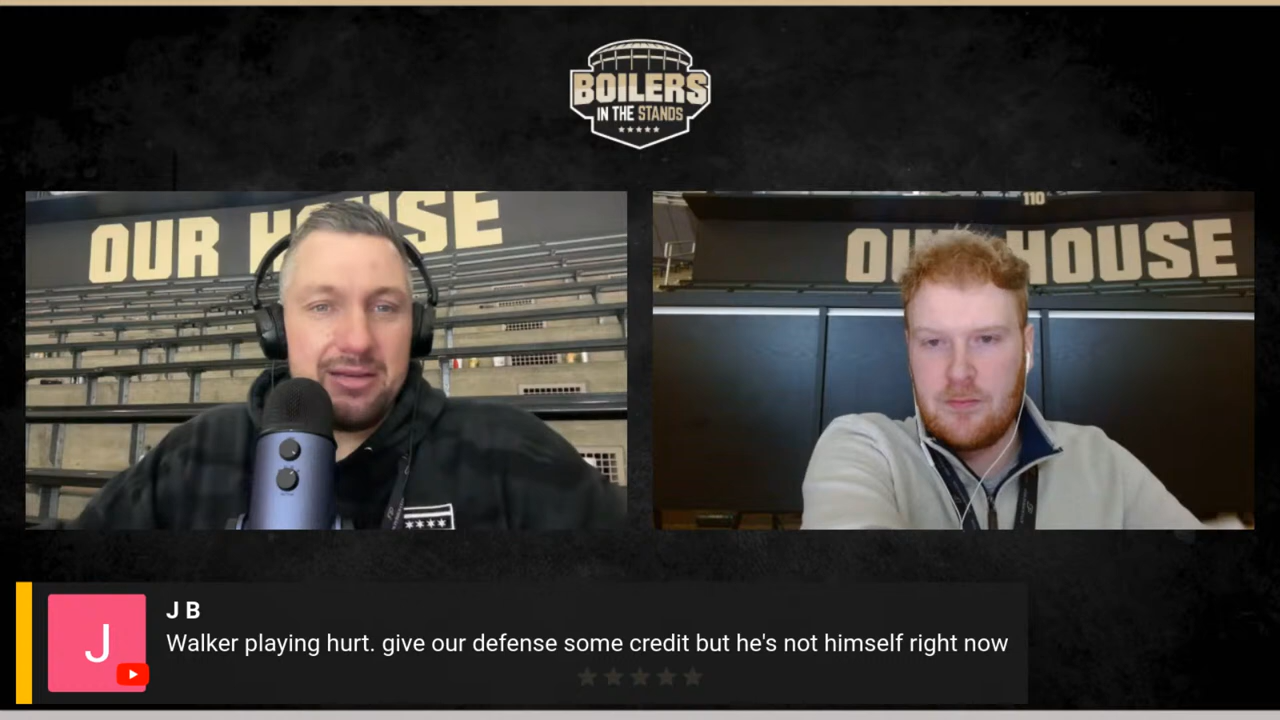 BOILERS
IN THE STANDS
OUR HOUSE
110
OUR HOUSE
J
J B
Walker playing hurt. give our defense some credit but he's not himself right now